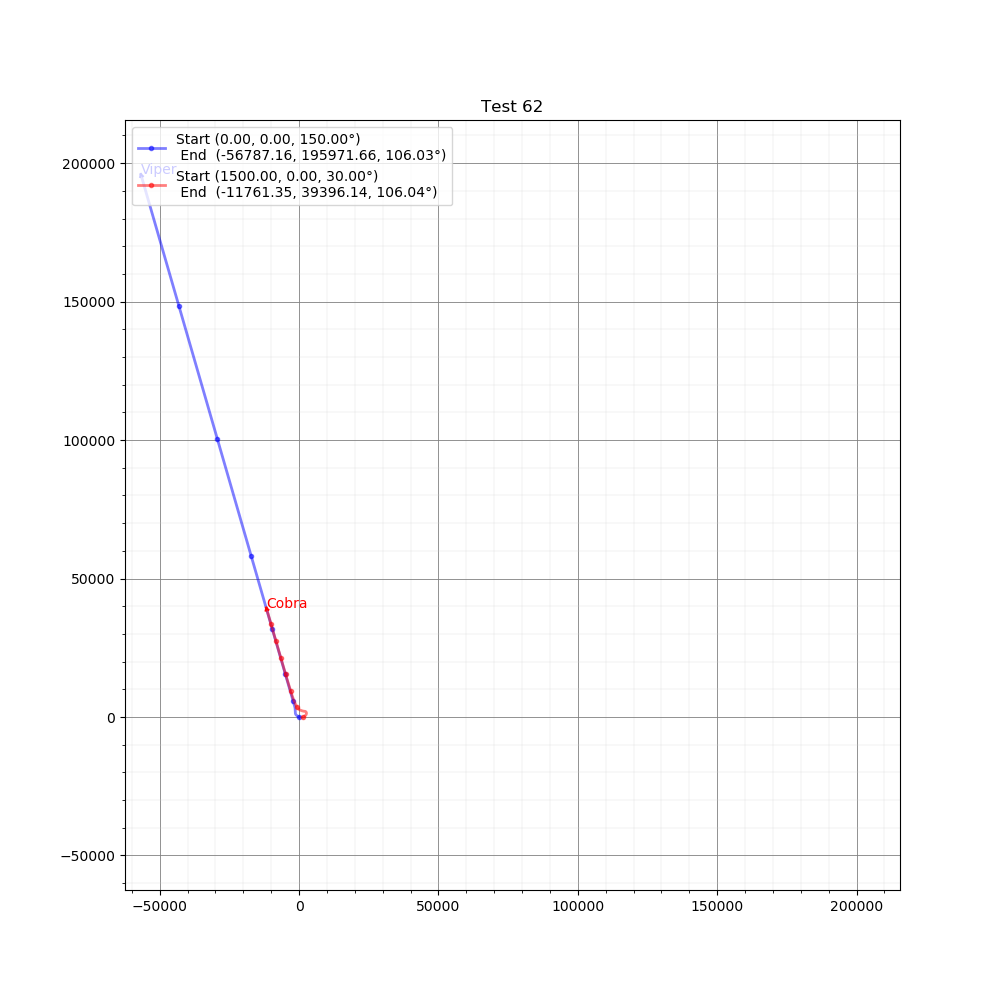 Test 62
Start (0.00, 0.00, 150.00°)
End  (-56787.16, 195971.66, 106.03°)
Start (1500.00, 0.00, 30.00°)
End  (-11761.35, 39396.14, 106.04°)
Viper
Cobra
200000
150000
100000
50000
0
−50000
−50000 0 50000 100000 150000 200000